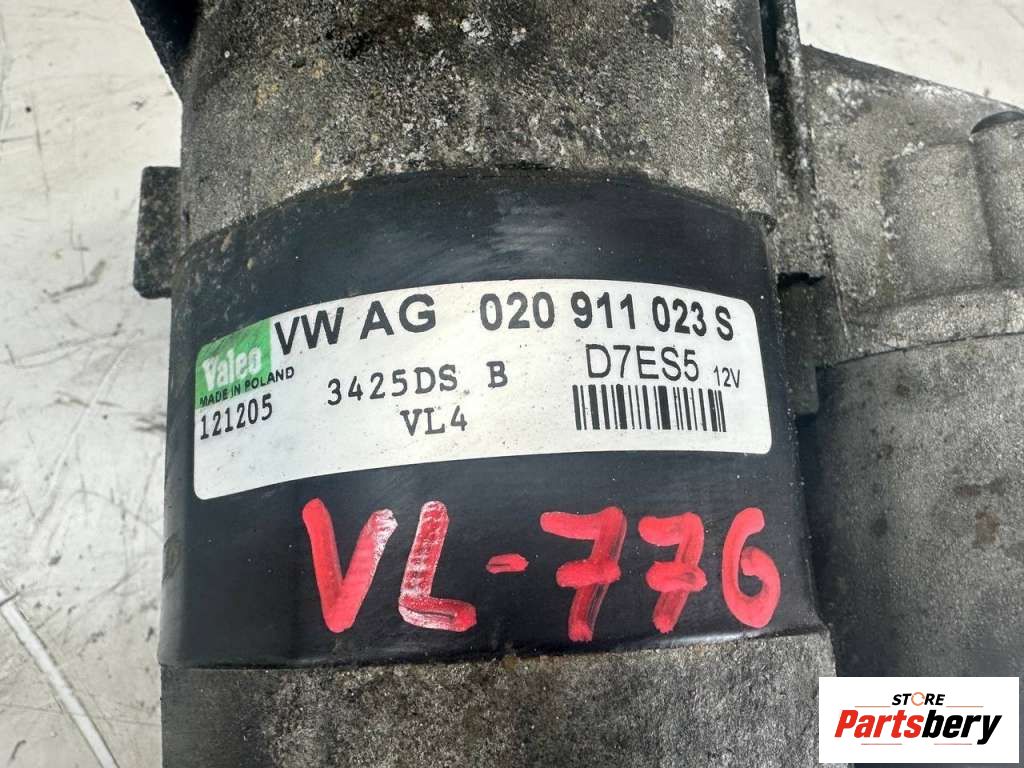 VW AG 020 911 023 S
Valeo
MADE IN POLAND
3425DS B
D7ES5 12V
121205
VL4
VL-776
STORE
Partsbery